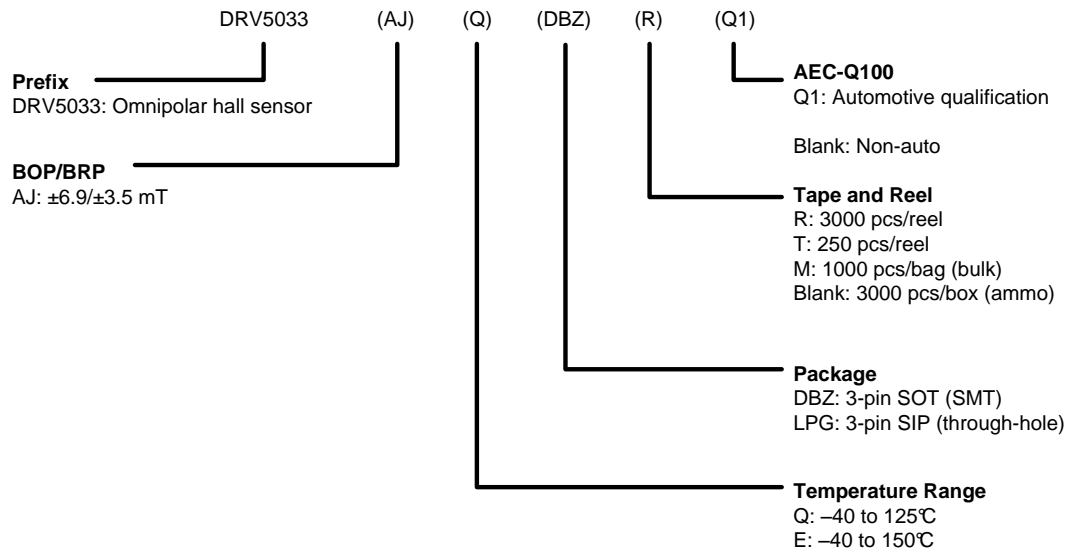 DRV5033 (AJ) (Q) (DBZ) (R) (Q1)
Prefix
DRV5033: Omnipolar hall sensor
BOP/BRP
AJ: ±6.9/±3.5 mT
AEC-Q100
Q1: Automotive qualification
Blank: Non-auto
Tape and Reel
R: 3000 pcs/reel
T: 250 pcs/reel
M: 1000 pcs/bag (bulk)
Blank: 3000 pcs/box (ammo)
Package
DBZ: 3-pin SOT (SMT)
LPG: 3-pin SIP (through-hole)
Temperature Range
Q: –40 to 125℃
E: –40 to 150℃